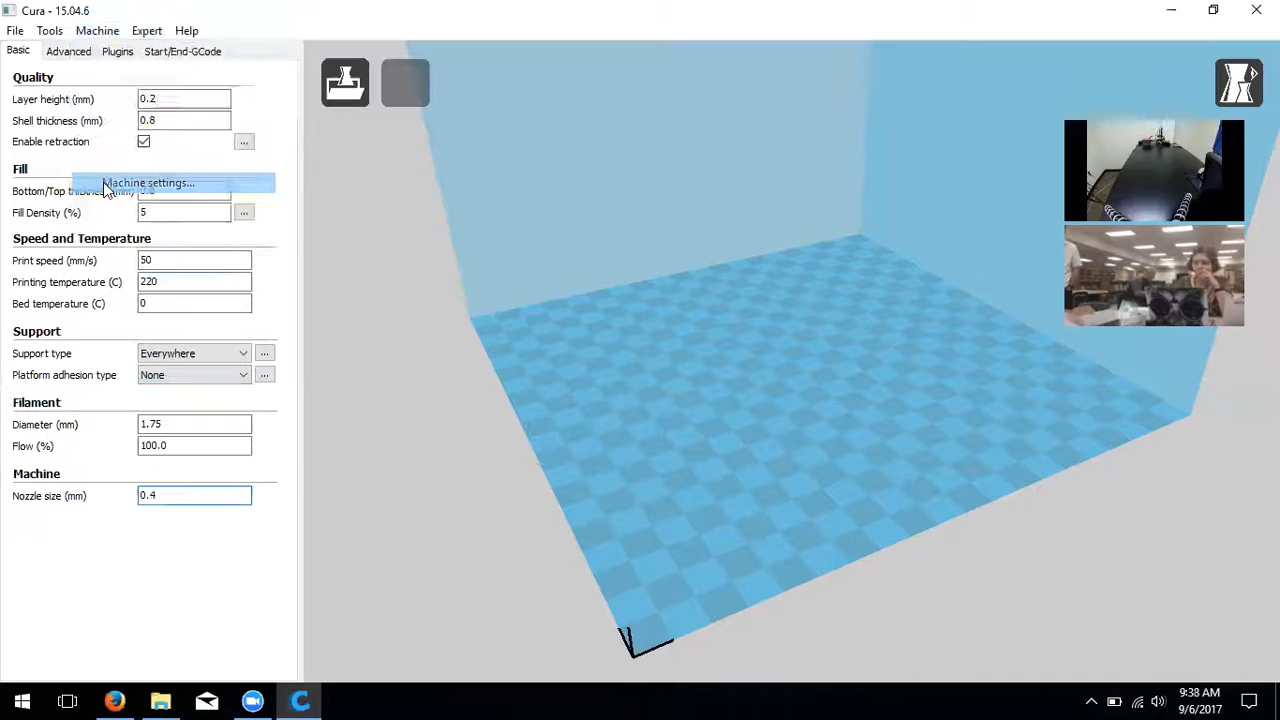 Cura - 15.04.6
File Tools Machine Expert Help
Basic Advanced Plugins Start/End-GCode
Quality
Layer height (mm) 0.2
Shell thickness (mm) 0.8
Enable retraction ...
Fill
Machine settings...
Bottom/Top thickness (mm) 0.8
Fill Density (%) 5 ...
Speed and Temperature
Print speed (mm/s) 50
Printing temperature (C) 220
Bed temperature (C) 0
Support
Support type Everywhere ...
Platform adhesion type None ...
Filament
Diameter (mm) 1.75
Flow (%) 100.0
Machine
Nozzle size (mm) 0.4
9:38 AM
9/6/2017